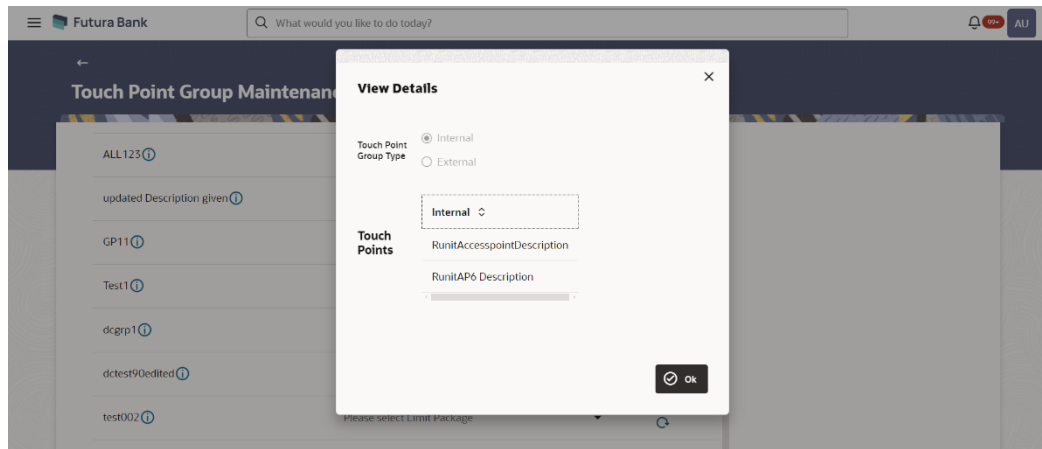 Futura Bank
What would you like to do today?
99+
AU
Touch Point Group Maintenan
View Details
Touch Point
Group Type
Internal
External
Touch
Points
Internal
RunitAccesspointDescription
RunitAP6 Description
Ok
ALL123
updated Description given
GP11
Test1
dcgrp1
dctest90edited
test002
Please select Limit Package